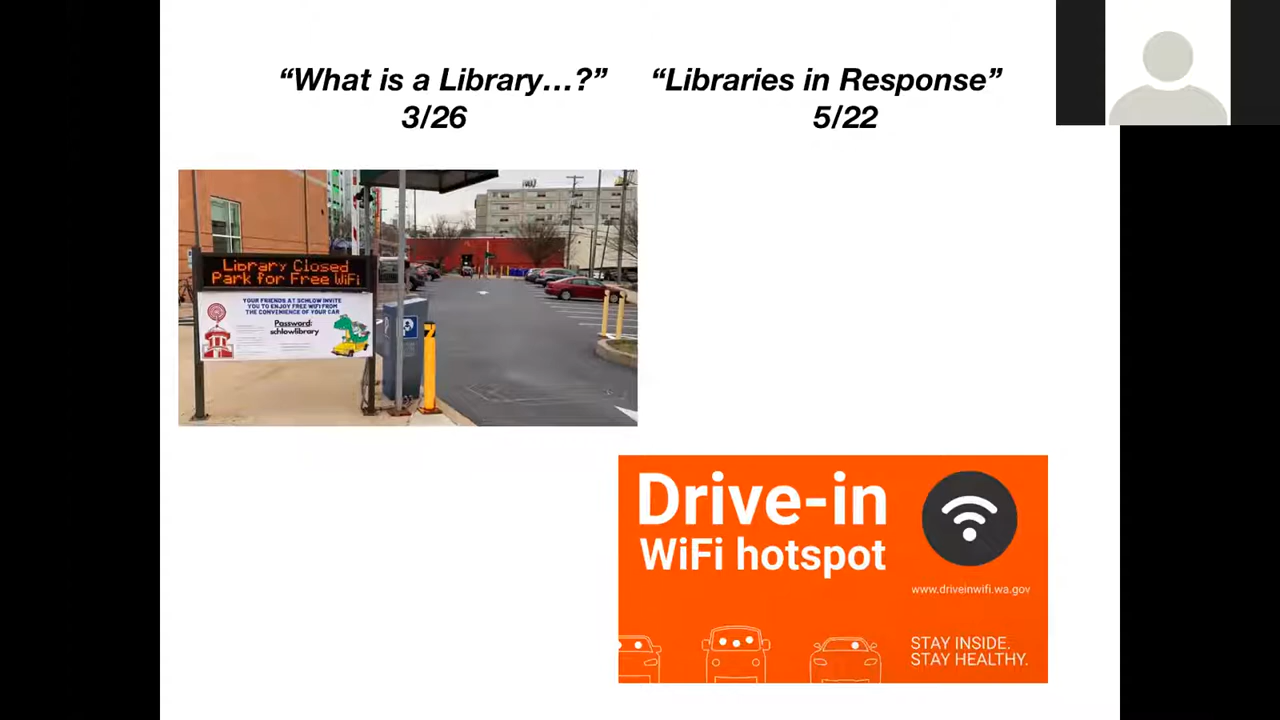 “What is a Library…?”
3/26
“Libraries in Response”
5/22
Library Closed
Park for Free WiFi
YOUR FRIENDS AT SCHLOW INVITE
YOU TO ENJOY FREE WIFI FROM
THE CONVENIENCE OF YOUR CAR
Password:
schlowlibrary
Drive-in
WiFi hotspot
www.driveinwifi.wa.gov
STAY INSIDE.
STAY HEALTHY.